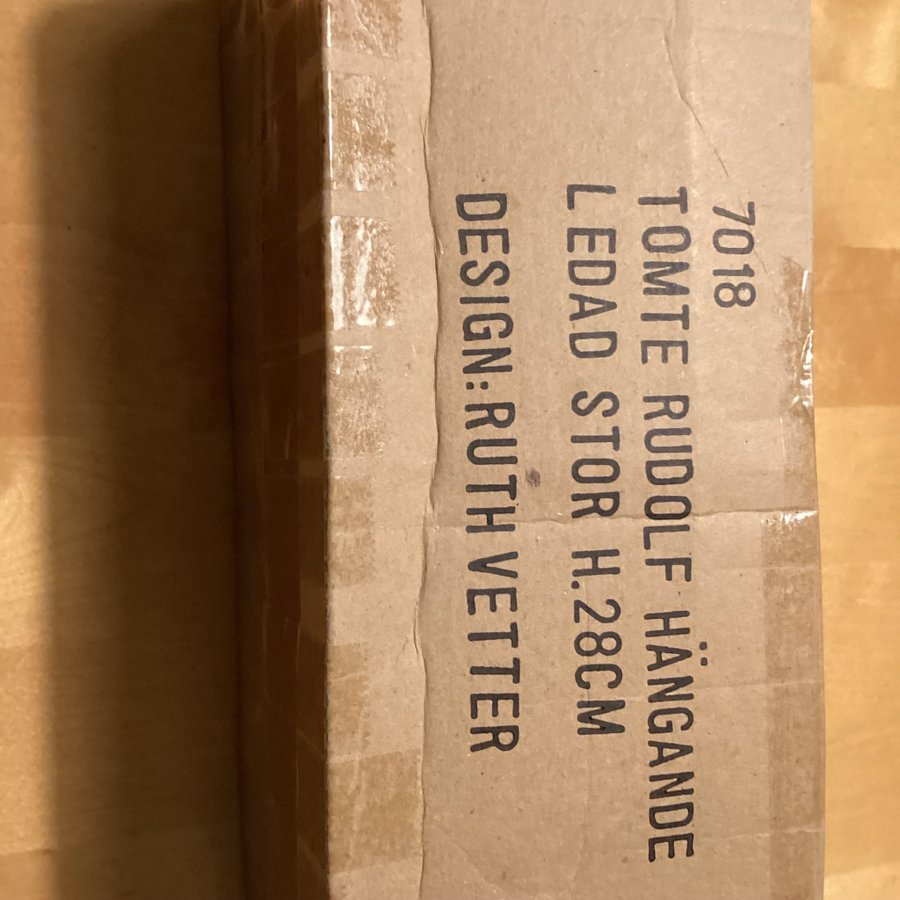 7018
TOMTE RUDOLF HÄNGANDE
LEDAD STOR H.28CM
DESIGN:RUTH VETTER